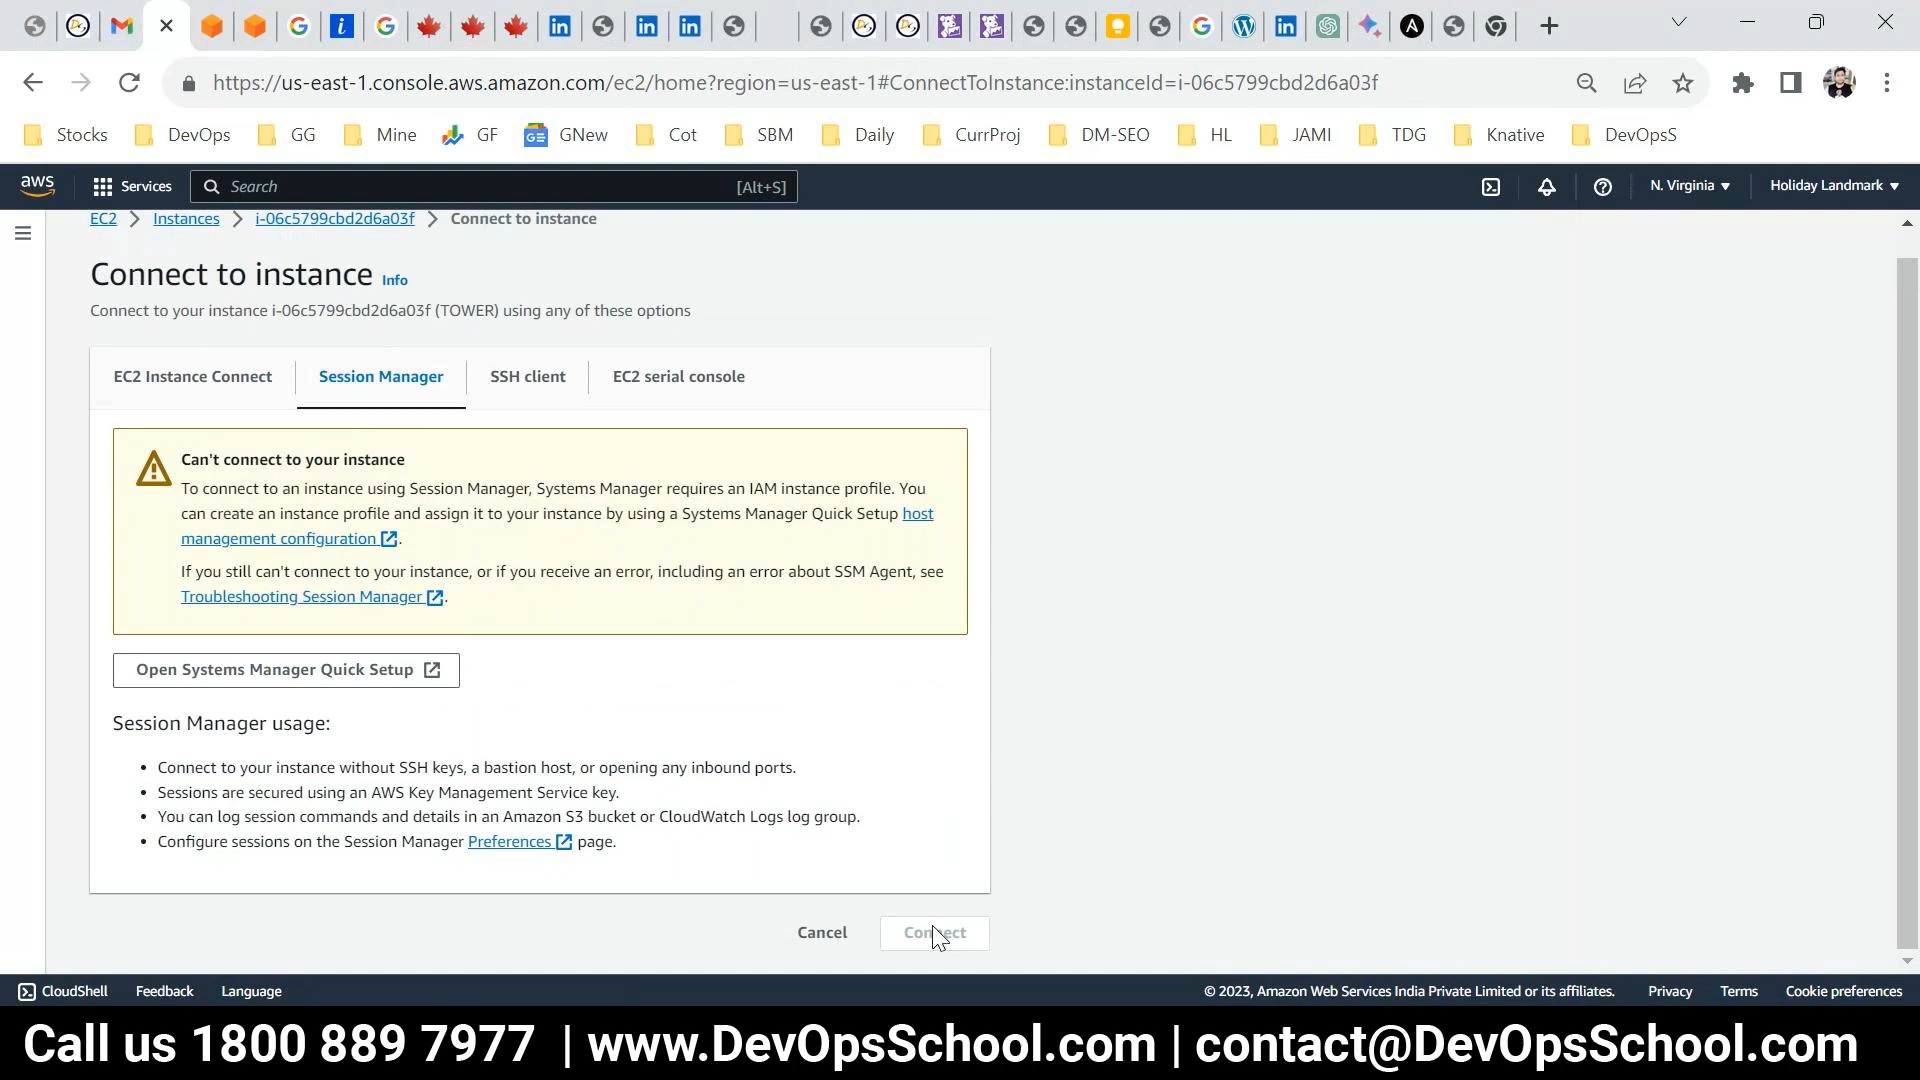 https://us-east-1.console.aws.amazon.com/ec2/home?region=us-east-1#ConnectToInstance:instanceId=i-06c5799cbd2d6a03f
Stocks DevOps GG Mine GF GNew Cot SBM Daily CurrProj DM-SEO HL JAMI TDG Knative DevOpsS
aws Services Search [Alt+S] N. Virginia Holiday Landmark
EC2 Instances i-06c5799cbd2d6a03f Connect to instance
Connect to instance Info
Connect to your instance i-06c5799cbd2d6a03f (TOWER) using any of these options
EC2 Instance Connect Session Manager SSH client EC2 serial console
Can't connect to your instance
To connect to an instance using Session Manager, Systems Manager requires an IAM instance profile. You
can create an instance profile and assign it to your instance by using a Systems Manager Quick Setup host
management configuration.
If you still can't connect to your instance, or if you receive an error, including an error about SSM Agent, see
Troubleshooting Session Manager.
Open Systems Manager Quick Setup
Session Manager usage:
• Connect to your instance without SSH keys, a bastion host, or opening any inbound ports.
• Sessions are secured using an AWS Key Management Service key.
• You can log session commands and details in an Amazon S3 bucket or CloudWatch Logs log group.
• Configure sessions on the Session Manager Preferences page.
Cancel Connect
CloudShell Feedback Language © 2023, Amazon Web Services India Private Limited or its affiliates. Privacy Terms Cookie preferences
Call us 1800 889 7977 | www.DevOpsSchool.com | contact@DevOpsSchool.com